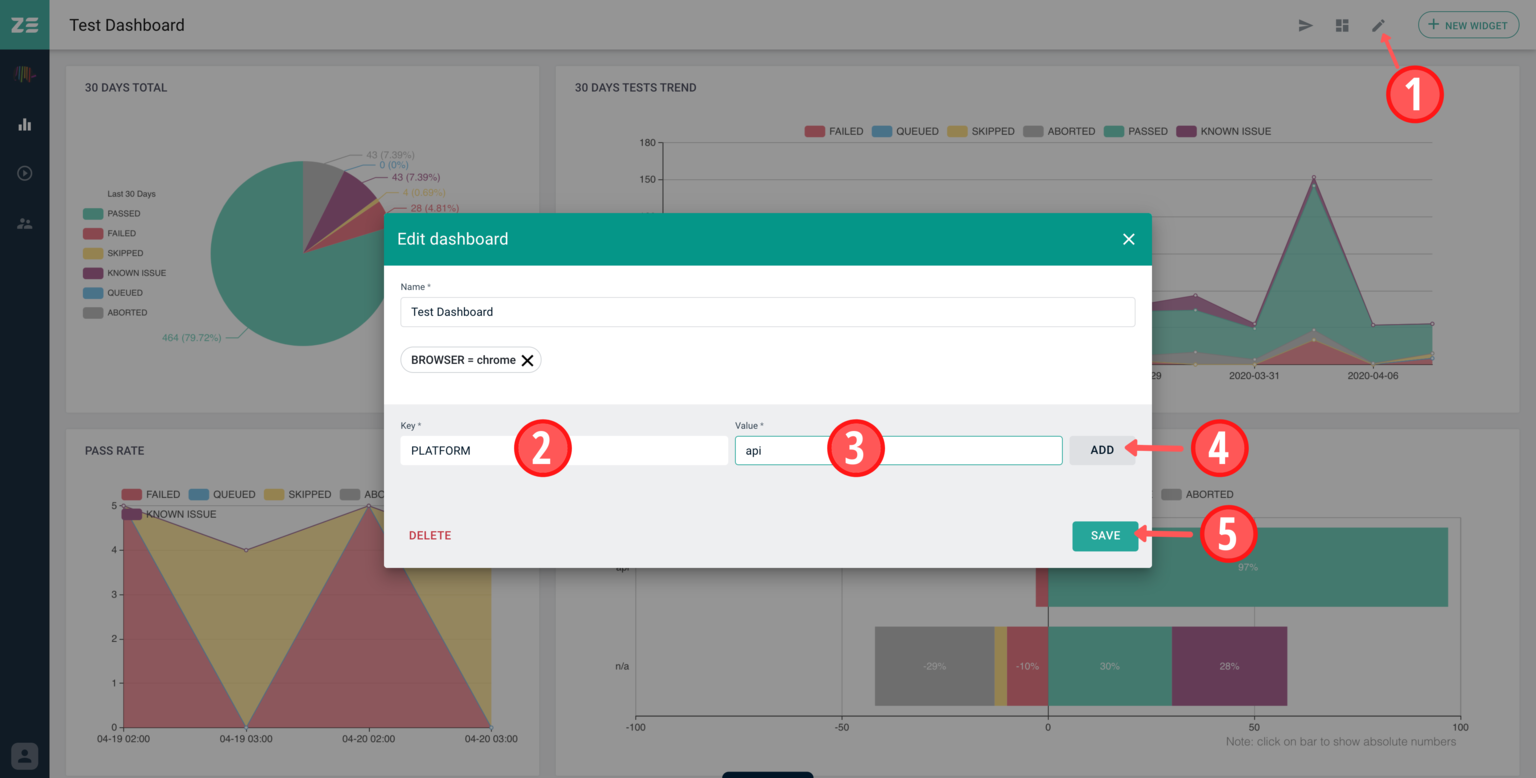 ZE
Test Dashboard
NEW WIDGET
1
30 DAYS TOTAL
43 (7.39%)
0 (0%)
43 (7.39%)
4 (0.69%)
28 (4.81%)
Last 30 Days
PASSED
FAILED
SKIPPED
KNOWN ISSUE
QUEUED
ABORTED
464 (79.72%)
30 DAYS TESTS TREND
FAILED QUEUED SKIPPED ABORTED PASSED KNOWN ISSUE
180
150
29 2020-03-31 2020-04-06
Edit dashboard
Name *
Test Dashboard
BROWSER = chrome
Key *
PLATFORM
2
Value *
api
3
ADD
4
DELETE
SAVE
5
PASS RATE
FAILED QUEUED SKIPPED ABO
KNOWN ISSUE
5
4
3
2
1
0
04-19 02:00 04-19 03:00 04-20 02:00 04-20 03:00
ABORTED
api
97%
n/a
-29% -10% 30% 28%
-100 -50 0 50 100
Note: click on bar to show absolute numbers